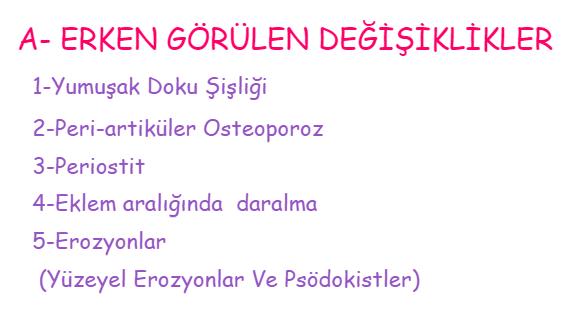 A- ERKEN GÖRÜLEN DEĞİŞİKLİKLER
1-Yumuşak Doku Şişliği
2-Peri-artiküler Osteoporoz
3-Periostit
4-Eklem aralığında daralma
5-Erozyonlar
(Yüzeyel Erozyonlar Ve Psödokistler)